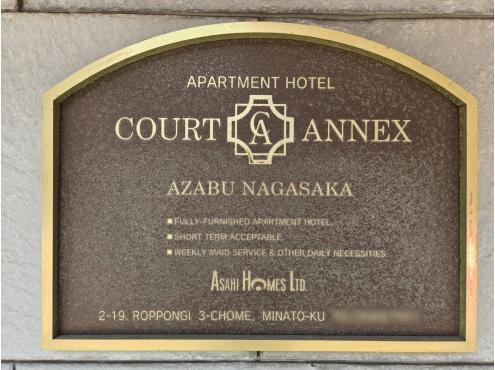 APARTMENT HOTEL
COURT CA ANNEX
AZABU NAGASAKA
■ FULLY-FURNISHED APARTMENT HOTEL.
■ SHORT TERM ACCEPTABLE.
■ WEEKLY MAID SERVICE & OTHER DAILY NECESSITIES.
ASAHI HOMES LTD.
2-19. ROPPONGI 3-CHOME, MINATO-KU